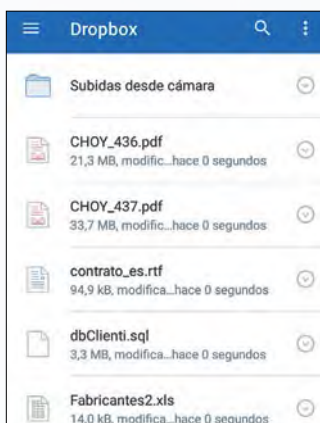 Dropbox
Subidas desde cámara
CHOY_436.pdf
21,3 MB, modific...hace 0 segundos
CHOY_437.pdf
33,7 MB, modific...hace 0 segundos
contrato_es.rtf
94,9 kB, modifica...hace 0 segundos
dbClienti.sql
3,3 MB, modifica...hace 0 segundos
Fabricantes2.xls
14,0 kB, modifica...hace 0 segundos